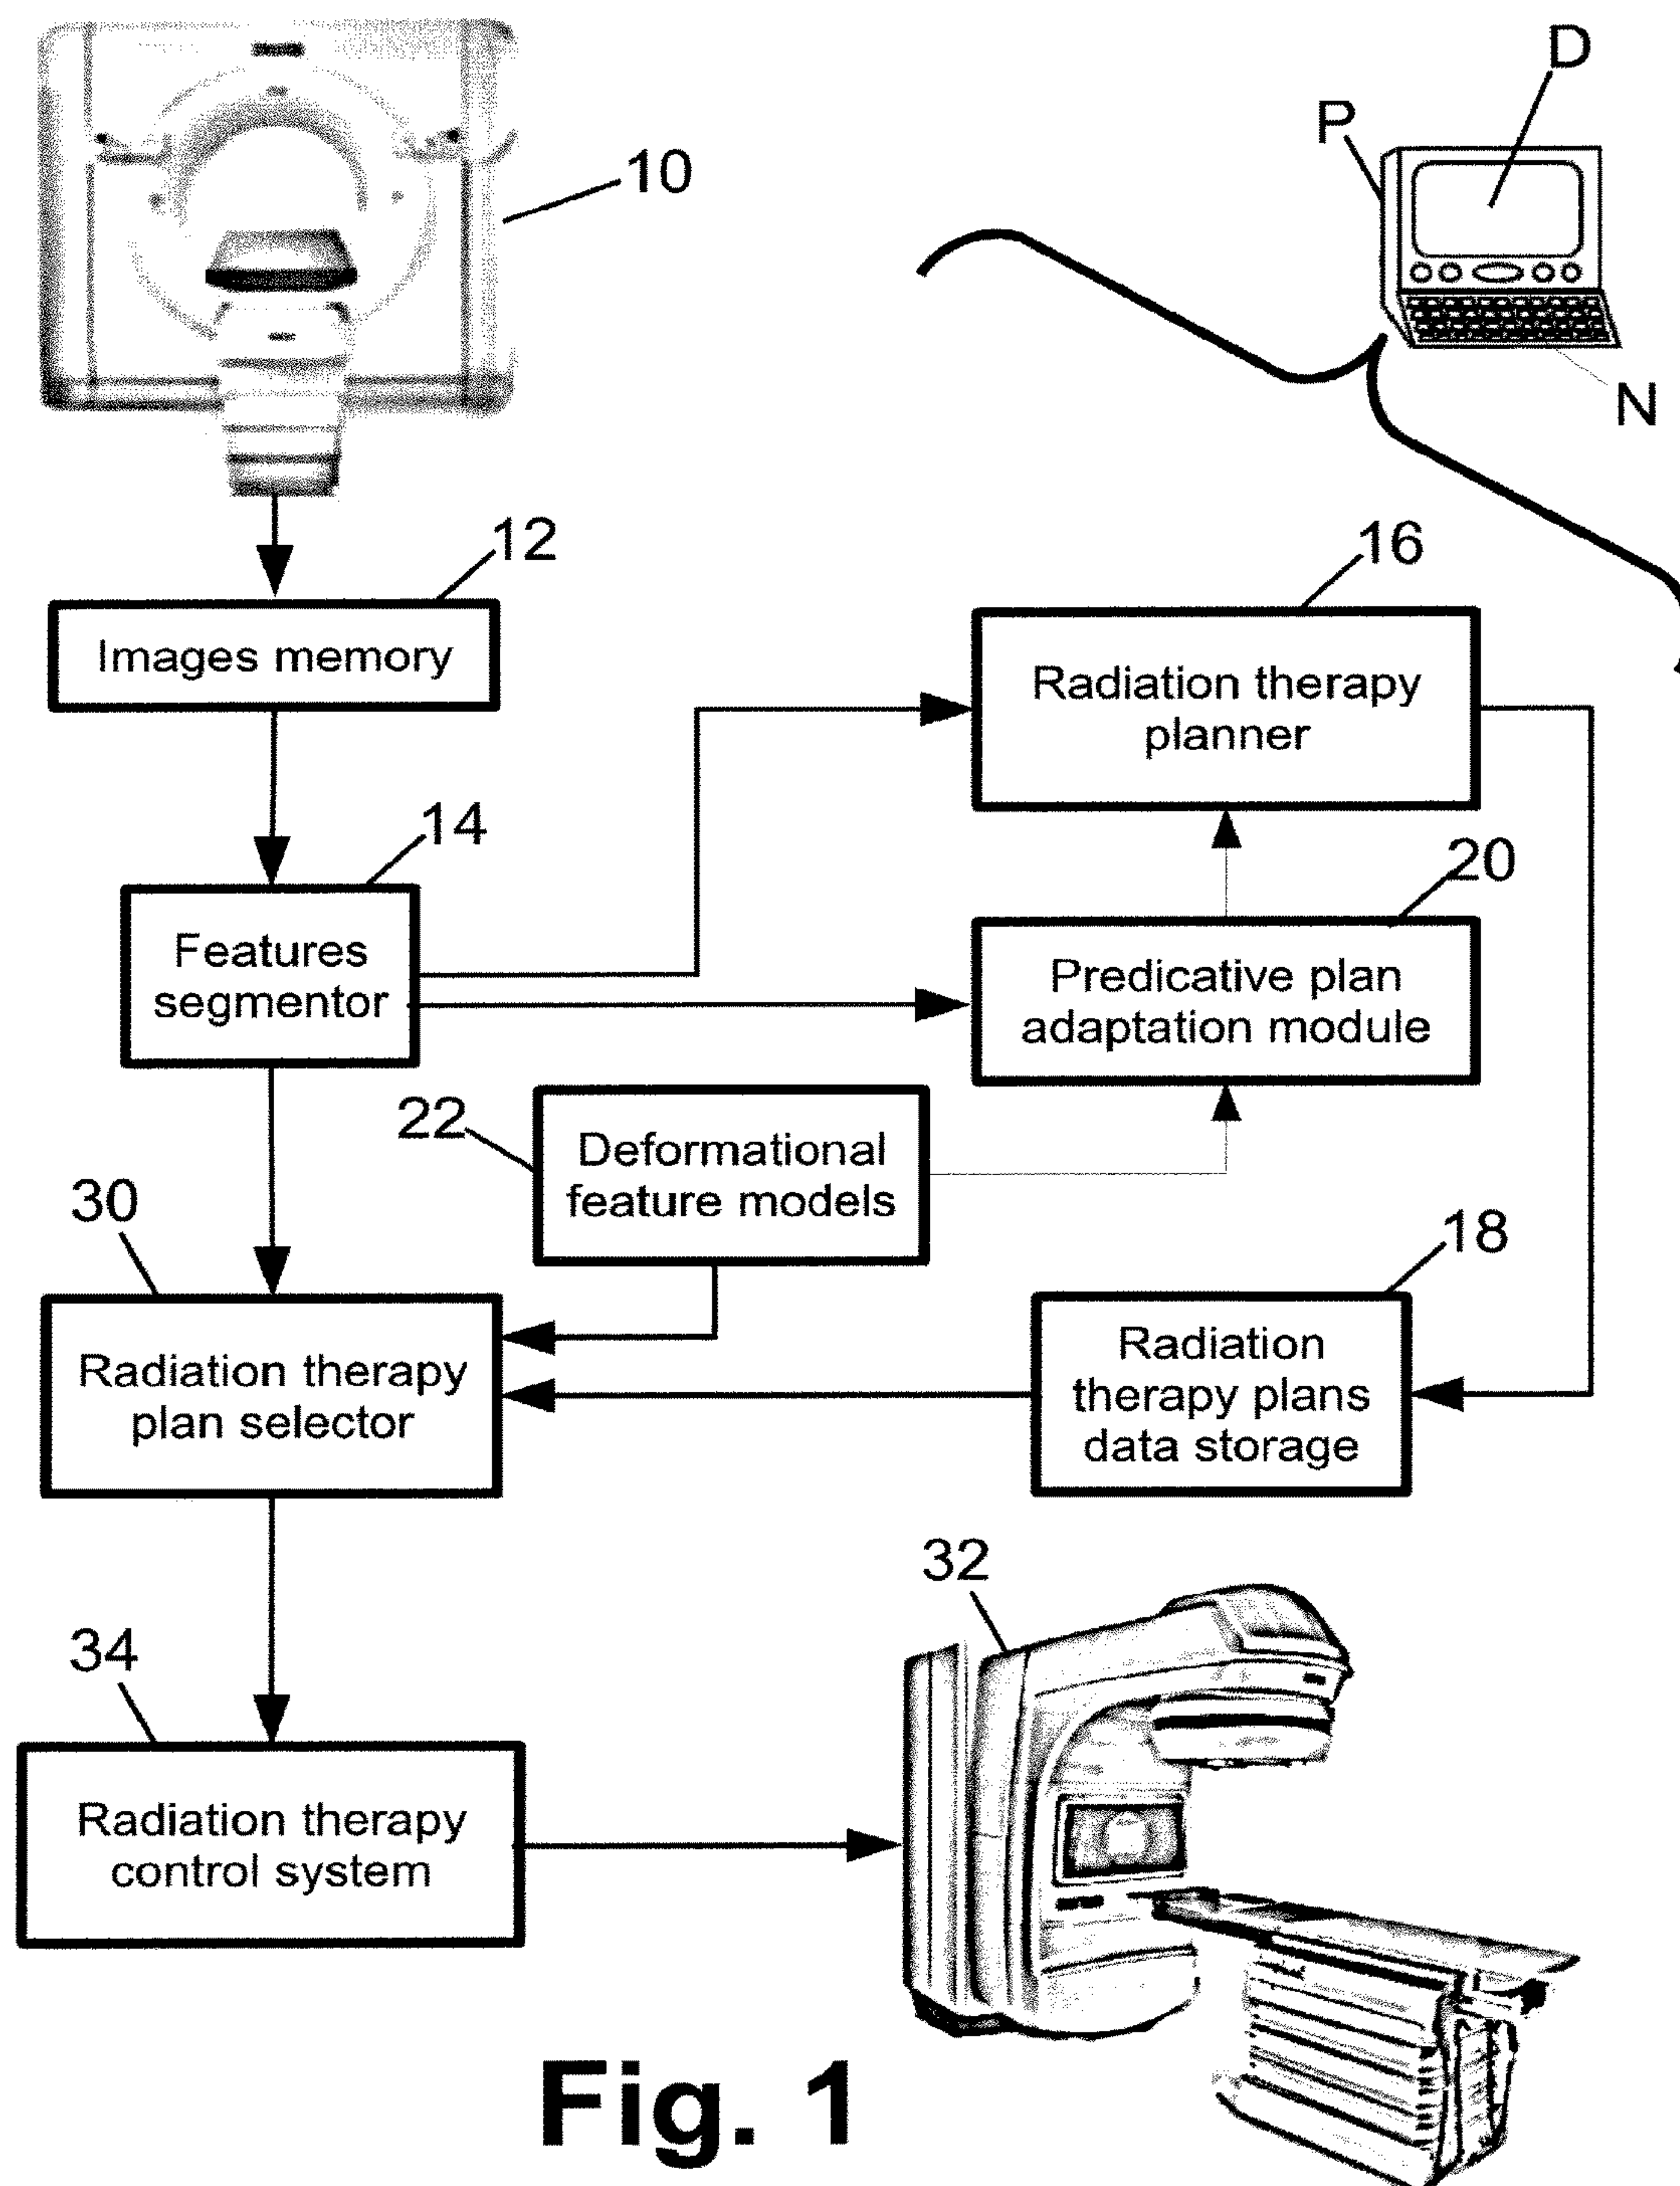 D
P
10
N
12
16
Images memory
Radiation therapy
planner
14
20
Features
segmentor
Predicative plan
adaptation module
22
Deformational
feature models
30
18
Radiation therapy
plan selector
Radiation
therapy plans
data storage
32
34
Radiation therapy
control system
Fig. 1